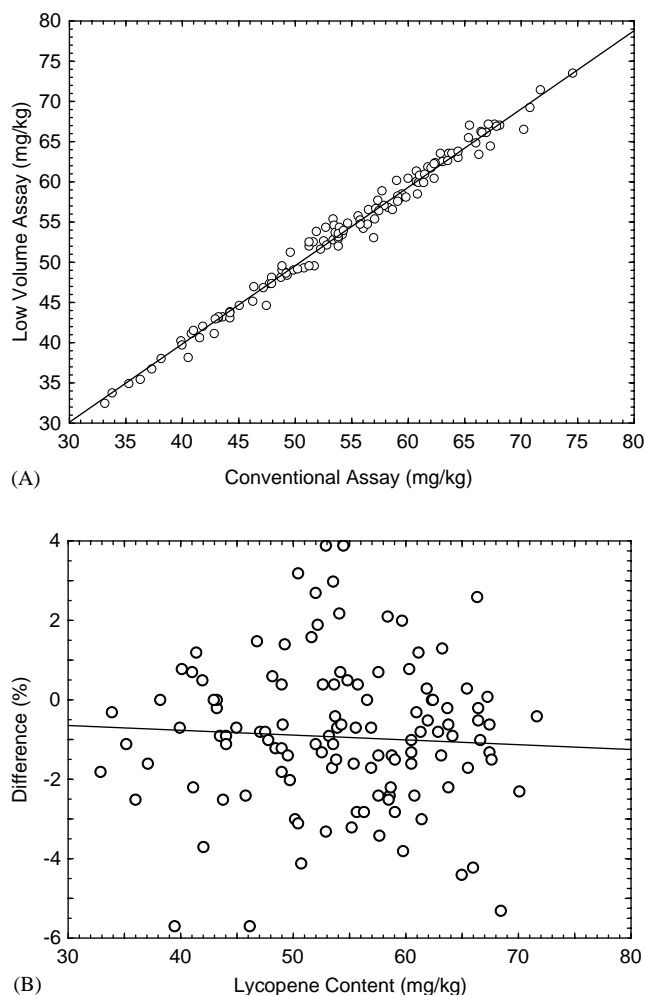 80
75
70
65
60
55
50
45
40
35
30
Low Volume Assay (mg/kg)
30 35 40 45 50 55 60 65 70 75 80
(A)
Conventional Assay (mg/kg)
4
2
0
-2
-4
-6
Difference (%)
30 40 50 60 70 80
(B)
Lycopene Content (mg/kg)